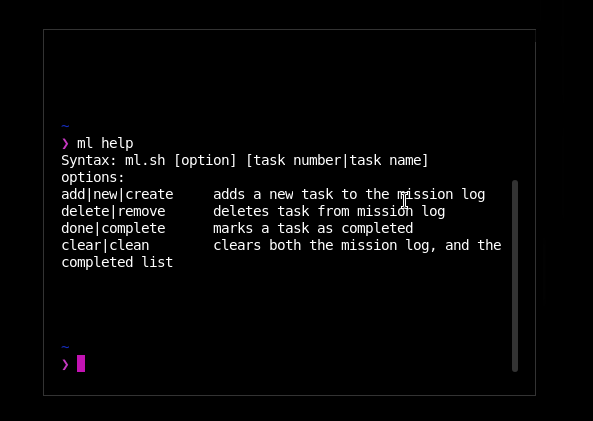 ~
❯ ml help
Syntax: ml.sh [option] [task number|task name]
options:
add|new|create     adds a new task to the mission log
delete|remove      deletes task from mission log
done|complete      marks a task as completed
clear|clean        clears both the mission log, and the
completed list
~
❯